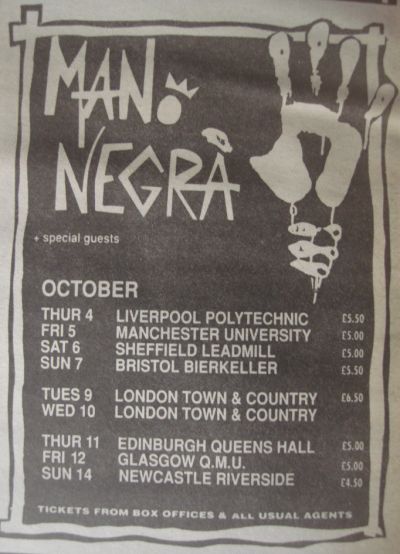 MANO
NEGRA
+ special guests
OCTOBER
THUR 4 LIVERPOOL POLYTECHNIC £5.50
FRI 5 MANCHESTER UNIVERSITY £5.00
SAT 6 SHEFFIELD LEADMILL £5.00
SUN 7 BRISTOL BIERKELLER £5.50
TUES 9 LONDON TOWN & COUNTRY £6.50
WED 10 LONDON TOWN & COUNTRY
THUR 11 EDINBURGH QUEENS HALL £5.00
FRI 12 GLASGOW Q.M.U. £5.00
SUN 14 NEWCASTLE RIVERSIDE £4.50
TICKETS FROM BOX OFFICES & ALL USUAL AGENTS